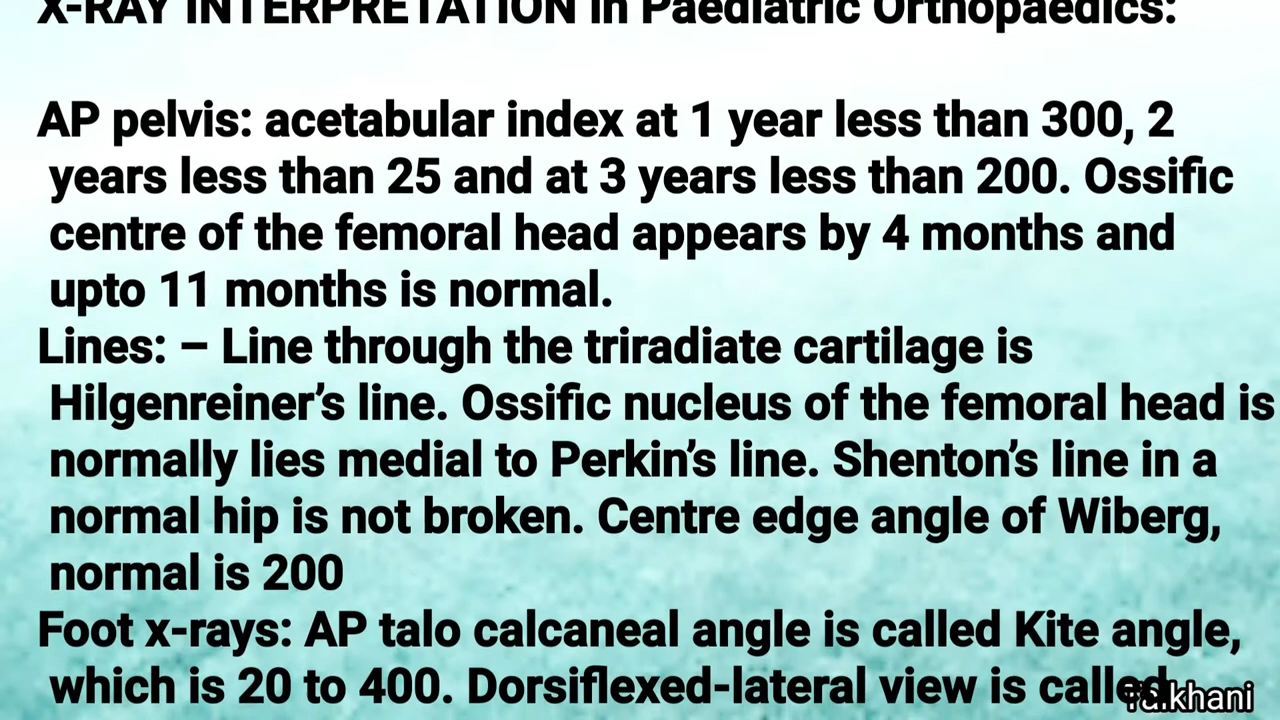 X-RAY INTERPRETATION in Paediatric Orthopaedics:
AP pelvis: acetabular index at 1 year less than 300, 2
years less than 25 and at 3 years less than 200. Ossific
centre of the femoral head appears by 4 months and
upto 11 months is normal.
Lines: – Line through the triradiate cartilage is
Hilgenreiner’s line. Ossific nucleus of the femoral head is
normally lies medial to Perkin’s line. Shenton’s line in a
normal hip is not broken. Centre edge angle of Wiberg,
normal is 200
Foot x-rays: AP talo calcaneal angle is called Kite angle,
which is 20 to 400. Dorsiflexed-lateral view is called